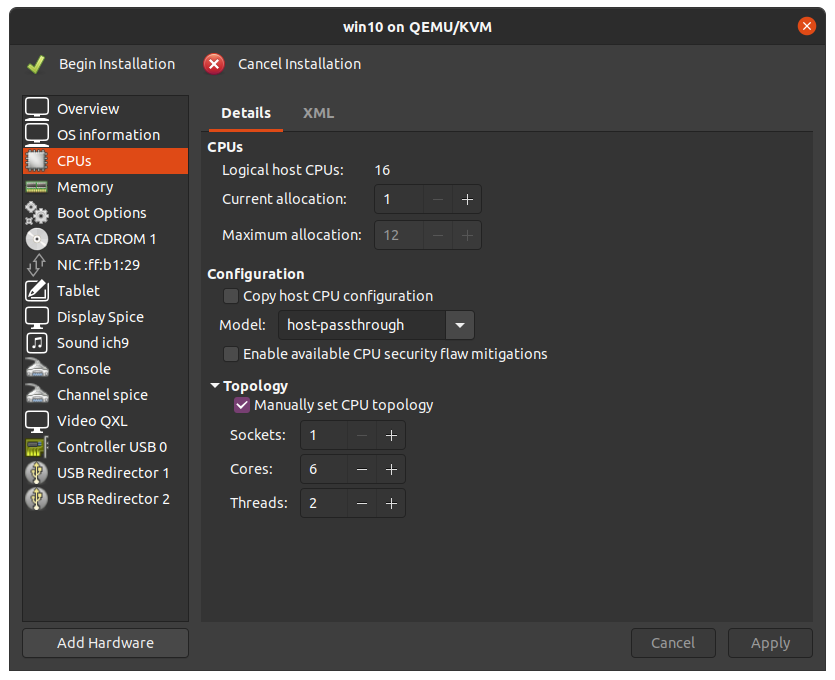 win10 on QEMU/KVM
Begin Installation
Cancel Installation
Overview
OS information
CPUs
Memory
Boot Options
SATA CDROM 1
NIC :ff:b1:29
Tablet
Display Spice
Sound ich9
Console
Channel spice
Video QXL
Controller USB 0
USB Redirector 1
USB Redirector 2
Add Hardware
Details XML
CPUs
Logical host CPUs: 16
Current allocation: 1
Maximum allocation: 12
Configuration
Copy host CPU configuration
Model: host-passthrough
Enable available CPU security flaw mitigations
Topology
Manually set CPU topology
Sockets: 1
Cores: 6
Threads: 2
Cancel
Apply